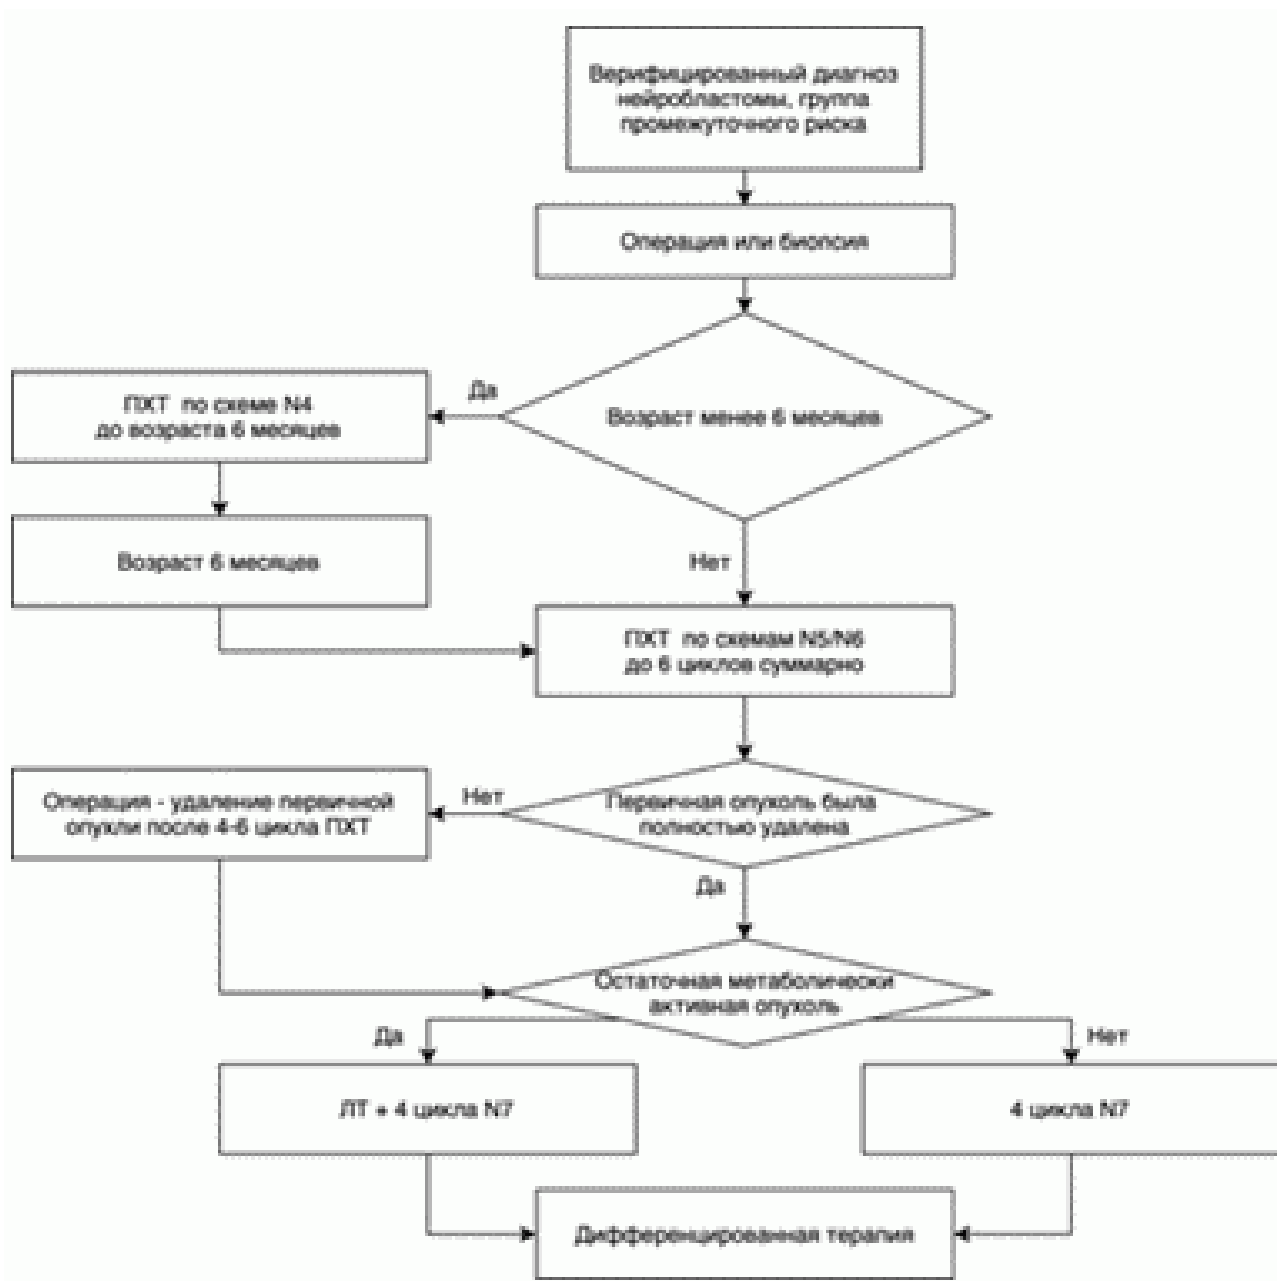 Верифицированный диагноз
нейробластомы, группа
промежуточного риска
Операция или биопсия
Да
ПХТ по схеме N4
до возраста 6 месяцев
Возраст менее 6 месяцев
Возраст 6 месяцев
Нет
ПХТ по схемам N5/N6
до 6 циклов суммарно
Операция - удаление первичной
опухли после 4-6 цикла ПХТ
Нет
Первичная опухоль была
полностью удалена
Да
Остаточная метаболически
активная опухоль
Да
Нет
ЛТ + 4 цикла N7
4 цикла N7
Дифференцированная терапия